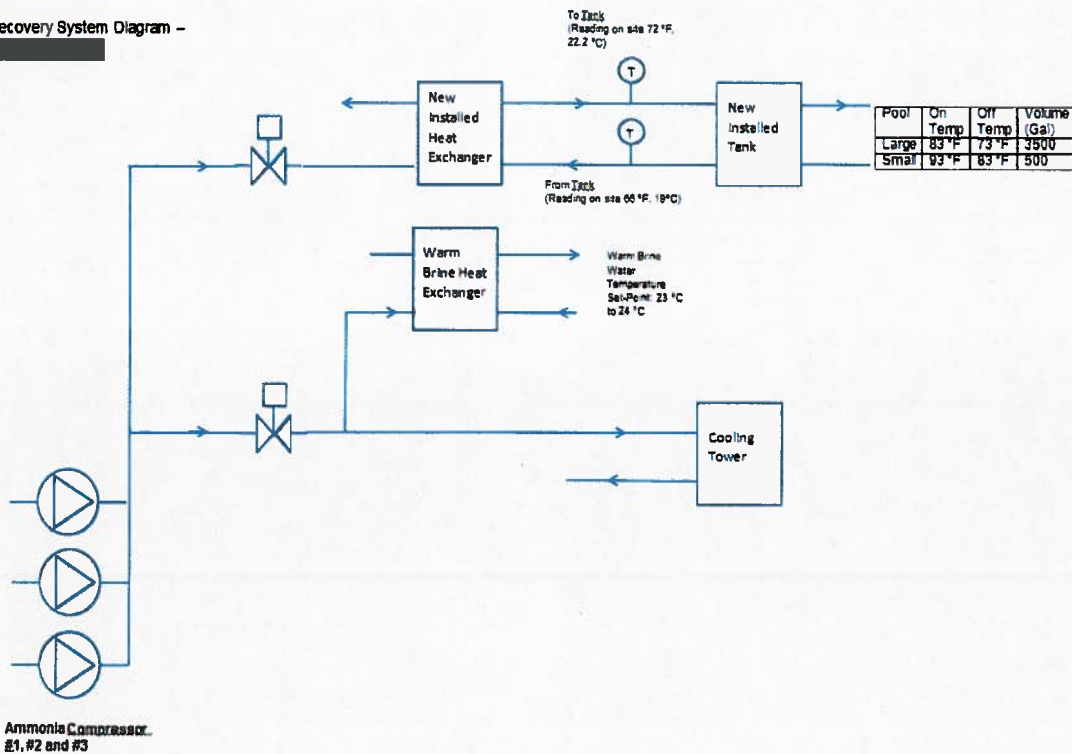 ecovery System Diagram –
To Tank
(Reading on site 72 °F,
22.2 °C)
T
New
Installed
Heat
Exchanger
New
Installed
Tank
T
From Tank
(Reading on site 66 °F, 19°C)
Pool On Temp Off Temp Volume (Gal)
Large 83 °F 73 °F 3500
Small 93 °F 83 °F 500
Warm
Brine Heat
Exchanger
Warm Brine
Water
Temperature
Set-Point: 23 °C
to 24 °C
Cooling
Tower
Ammonia Compressor
#1, #2 and #3